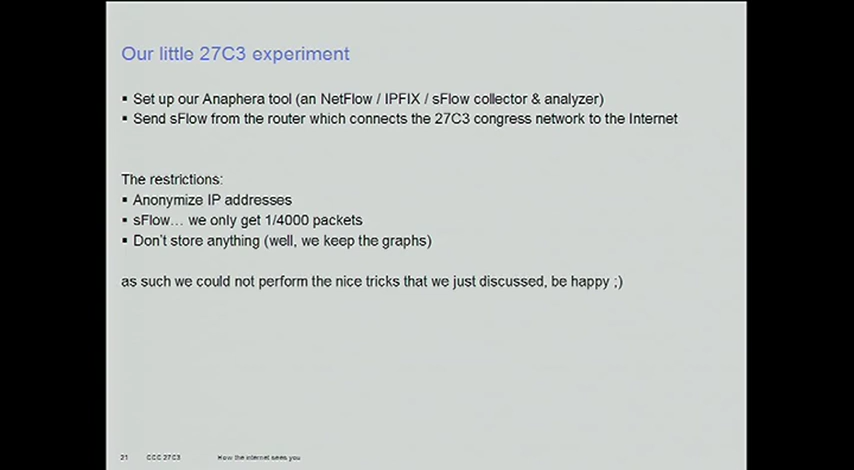 Our little 27C3 experiment
▪ Set up our Anaphera tool (an NetFlow / IPFIX / sFlow collector & analyzer)
▪ Send sFlow from the router which connects the 27C3 congress network to the Internet
The restrictions:
▪ Anonymize IP addresses
▪ sFlow... we only get 1/4000 packets
▪ Don't store anything (well, we keep the graphs)
as such we could not perform the nice tricks that we just discussed, be happy ;)
21 CCC 27C3 How the internet sees you